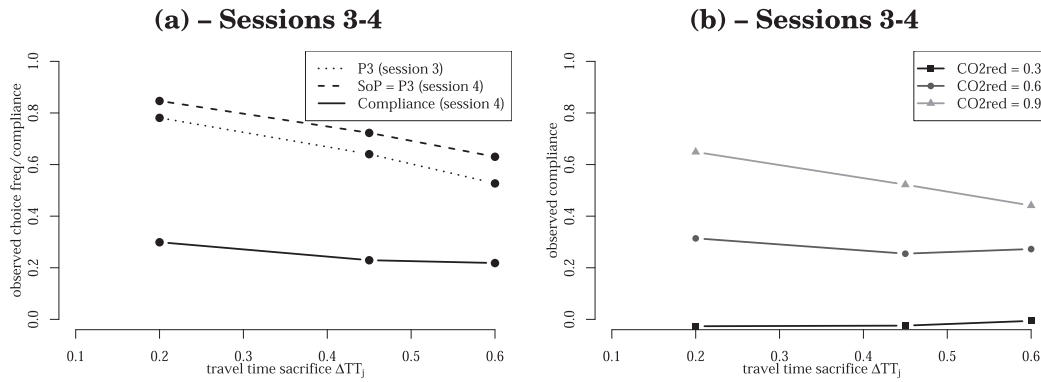 (a) – Sessions 3-4
observed choice freq/compliance
0.0 0.2 0.4 0.6 0.8 1.0
P3 (session 3)
SoP = P3 (session 4)
Compliance (session 4)
0.1 0.2 0.3 0.4 0.5 0.6
travel time sacrifice ΔTTj
(b) – Sessions 3-4
observed compliance
0.0 0.2 0.4 0.6 0.8 1.0
CO2red = 0.3
CO2red = 0.6
CO2red = 0.9
0.1 0.2 0.3 0.4 0.5 0.6
travel time sacrifice ΔTTj